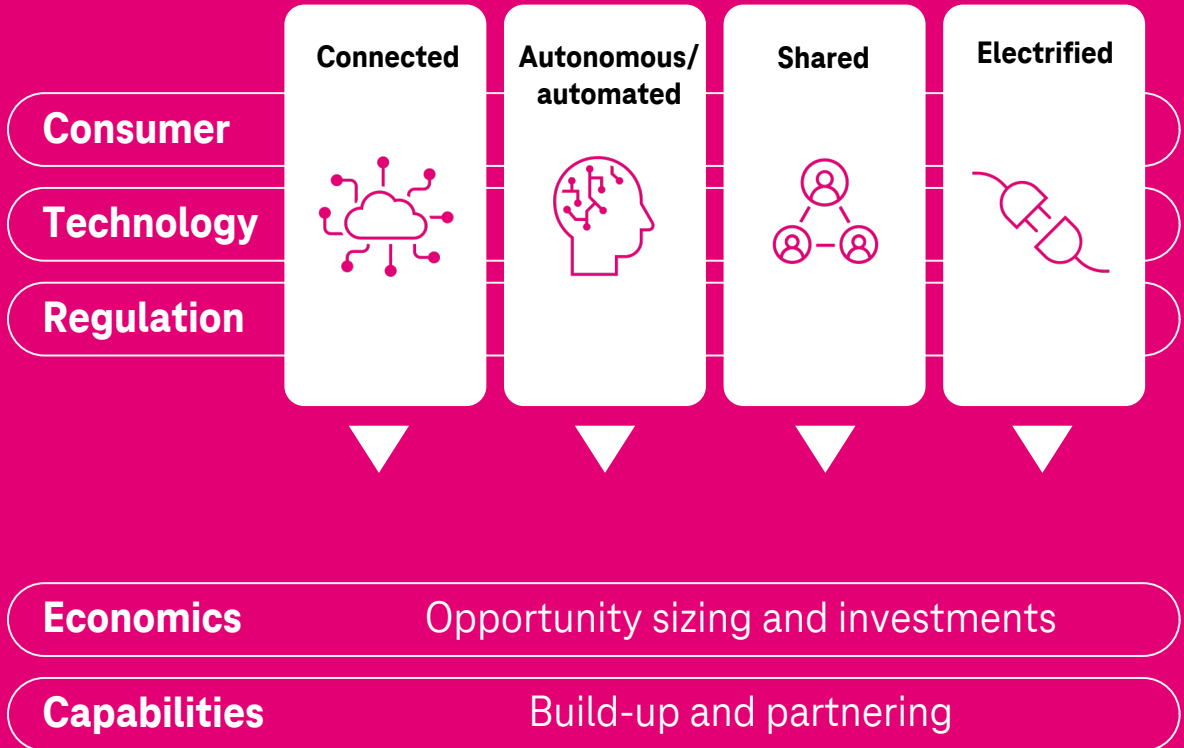 Connected
Autonomous/
automated
Shared
Electrified
Consumer
Technology
Regulation
Economics
Opportunity sizing and investments
Capabilities
Build-up and partnering